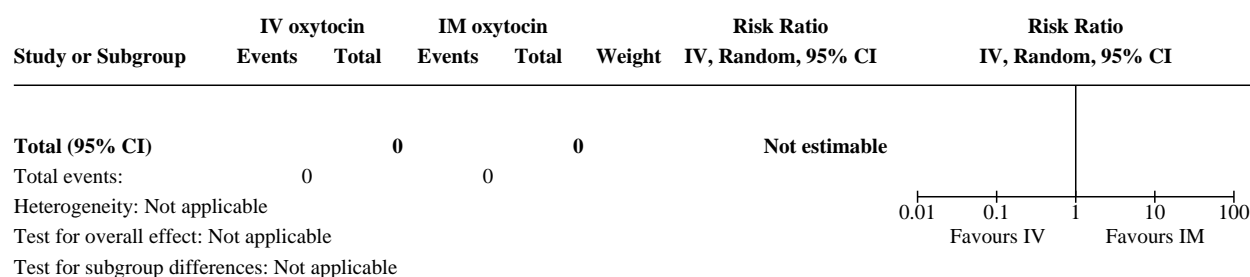 IV oxytocin IM oxytocin Risk Ratio Risk Ratio
Study or Subgroup Events Total Events Total Weight IV, Random, 95% CI IV, Random, 95% CI
Total (95% CI) 0 0 Not estimable
Total events: 0 0
Heterogeneity: Not applicable
0.01 0.1 1 10 100
Test for overall effect: Not applicable
Favours IV Favours IM
Test for subgroup differences: Not applicable